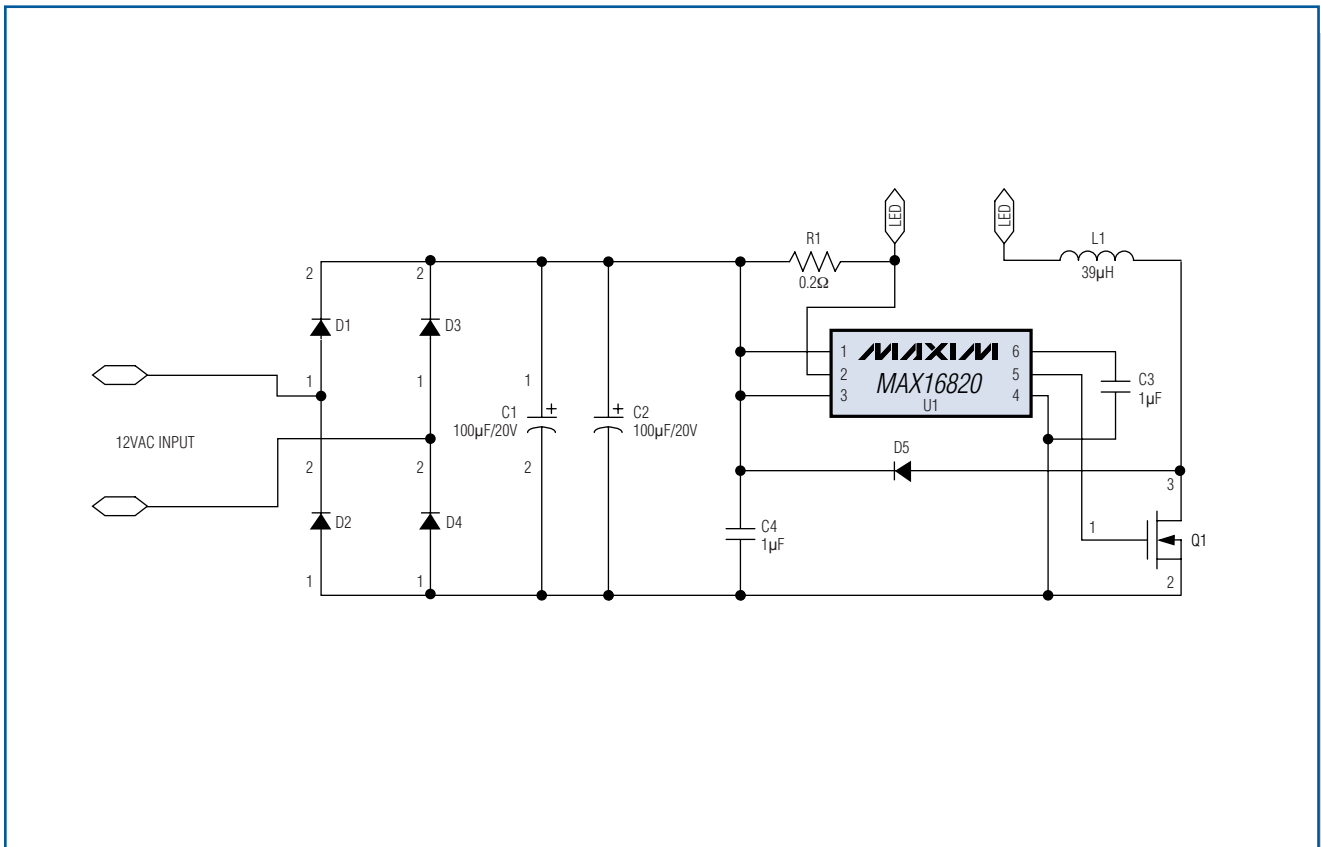 LED
LED
R1
0.2Ω
L1
39µH
2
2
D1
D3
1
MAXIM
6
2
MAX16820
5
3
U1
4
C3
1µF
1
1
1
C1
100µF/20V
2
C2
100µF/20V
12VAC INPUT
2
2
D5
3
D2
D4
C4
1µF
1
Q1
1
1
2